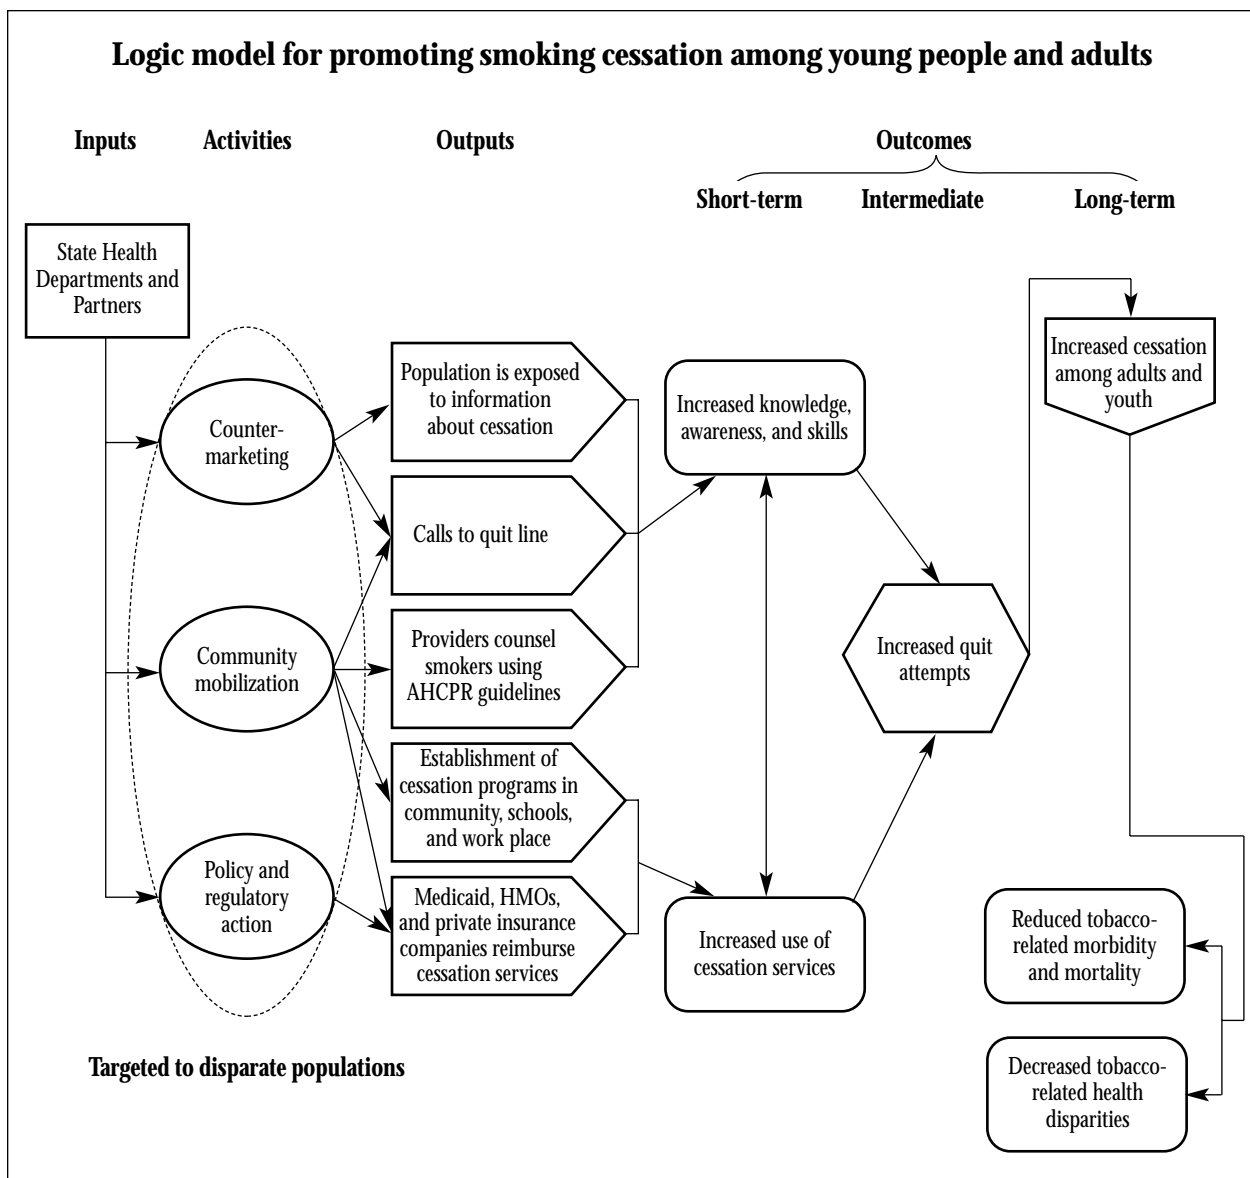 Logic model for promoting smoking cessation among young people and adults
Inputs
Activities
Outputs
Outcomes
Short-term
Intermediate
Long-term
State Health
Departments and
Partners
Counter-
marketing
Community
mobilization
Policy and
regulatory
action
Population is exposed
to information
about cessation
Calls to quit line
Providers counsel
smokers using
AHCPR guidelines
Establishment of
cessation programs in
community, schools,
and work place
Medicaid, HMOs,
and private insurance
companies reimburse
cessation services
Increased knowledge,
awareness, and skills
Increased use of
cessation services
Increased quit
attempts
Increased cessation
among adults and
youth
Reduced tobacco-
related morbidity
and mortality
Decreased tobacco-
related health
disparities
Targeted to disparate populations